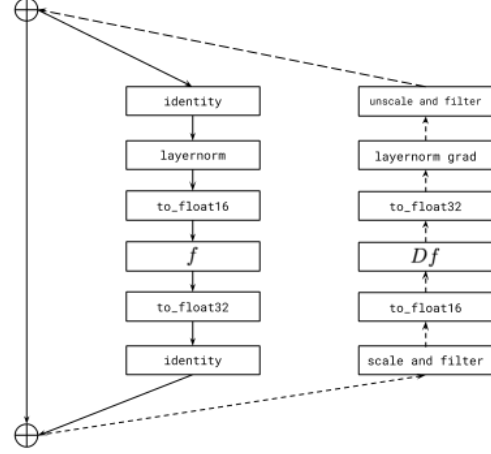 identity
layernorm
to_float16
f
to_float32
identity
unscale and filter
layernorm grad
to_float32
Df
to_float16
scale and filter